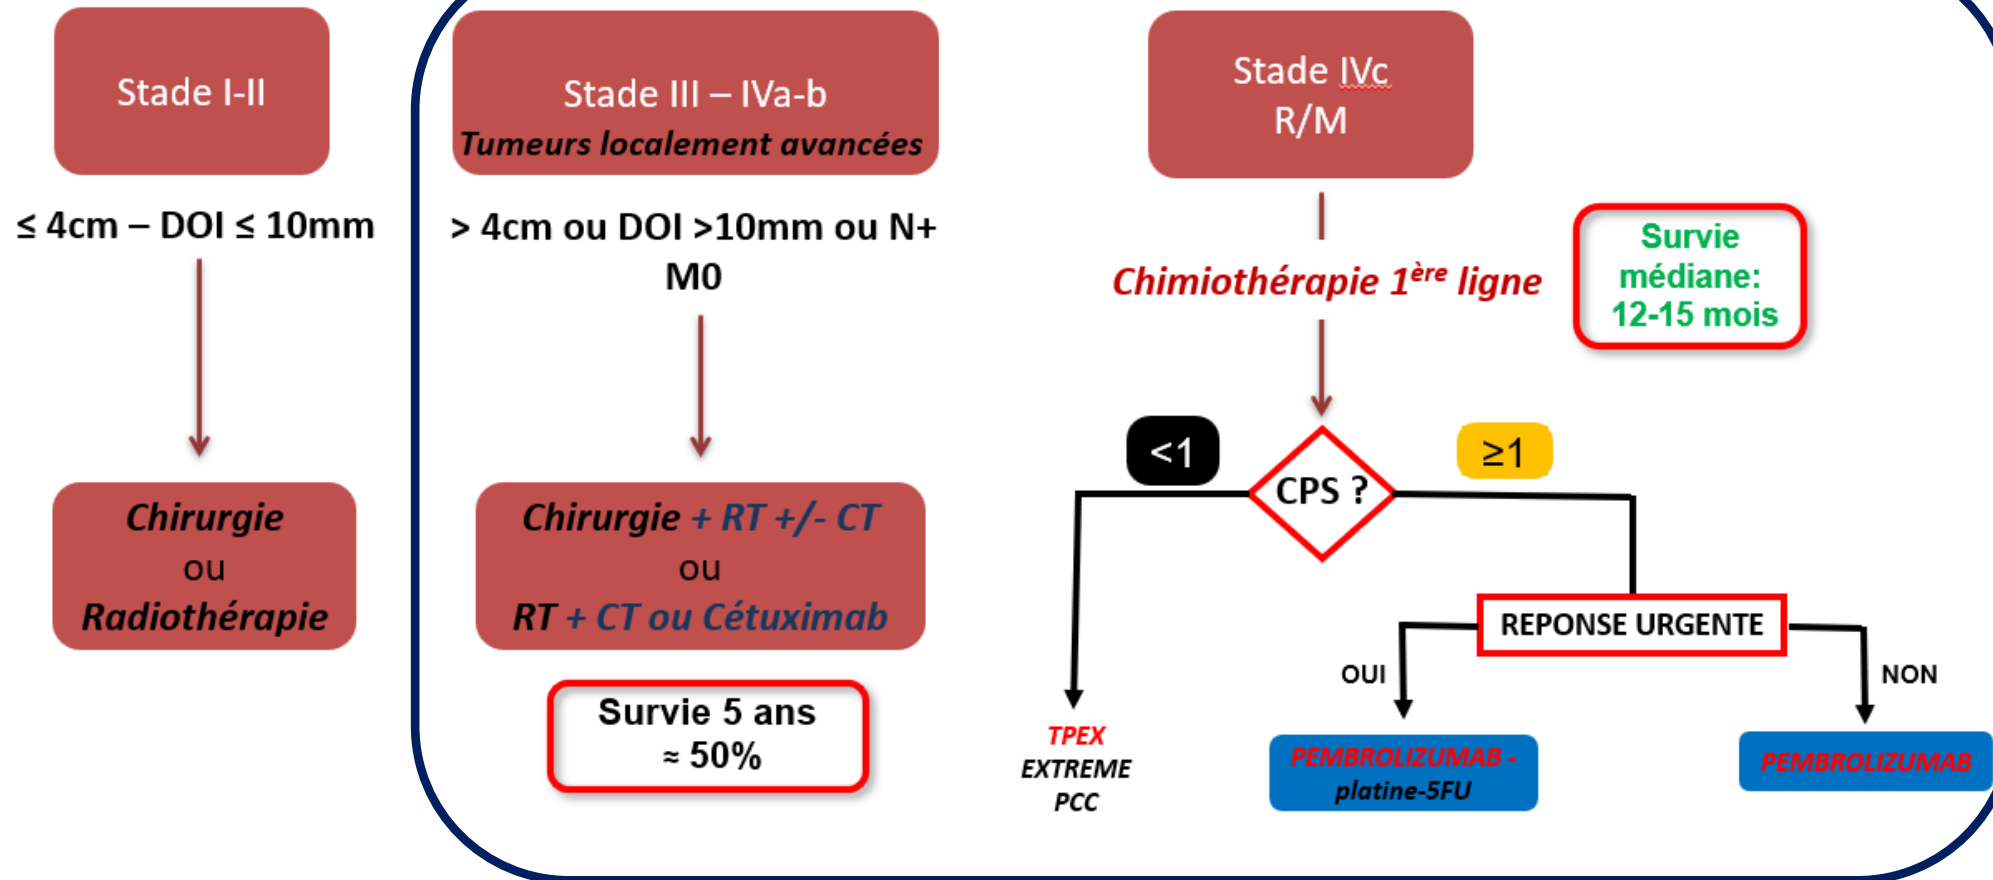 Stade I-II
≤ 4cm – DOI ≤ 10mm
Chirurgie
ou
Radiothérapie
Stade III – IVa-b
Tumeurs localement avancées
> 4cm ou DOI >10mm ou N+
M0
Chirurgie + RT +/- CT
ou
RT + CT ou Cétuximab
Survie 5 ans
≈ 50%
Stade IVc
R/M
Chimiothérapie 1ère ligne
Survie
médiane:
12-15 mois
<1
CPS ?
≥1
REPONSE URGENTE
OUI
NON
TPEX
EXTREME
PCC
PEMBROLIZUMAB -
platine-5FU
PEMBROLIZUMAB